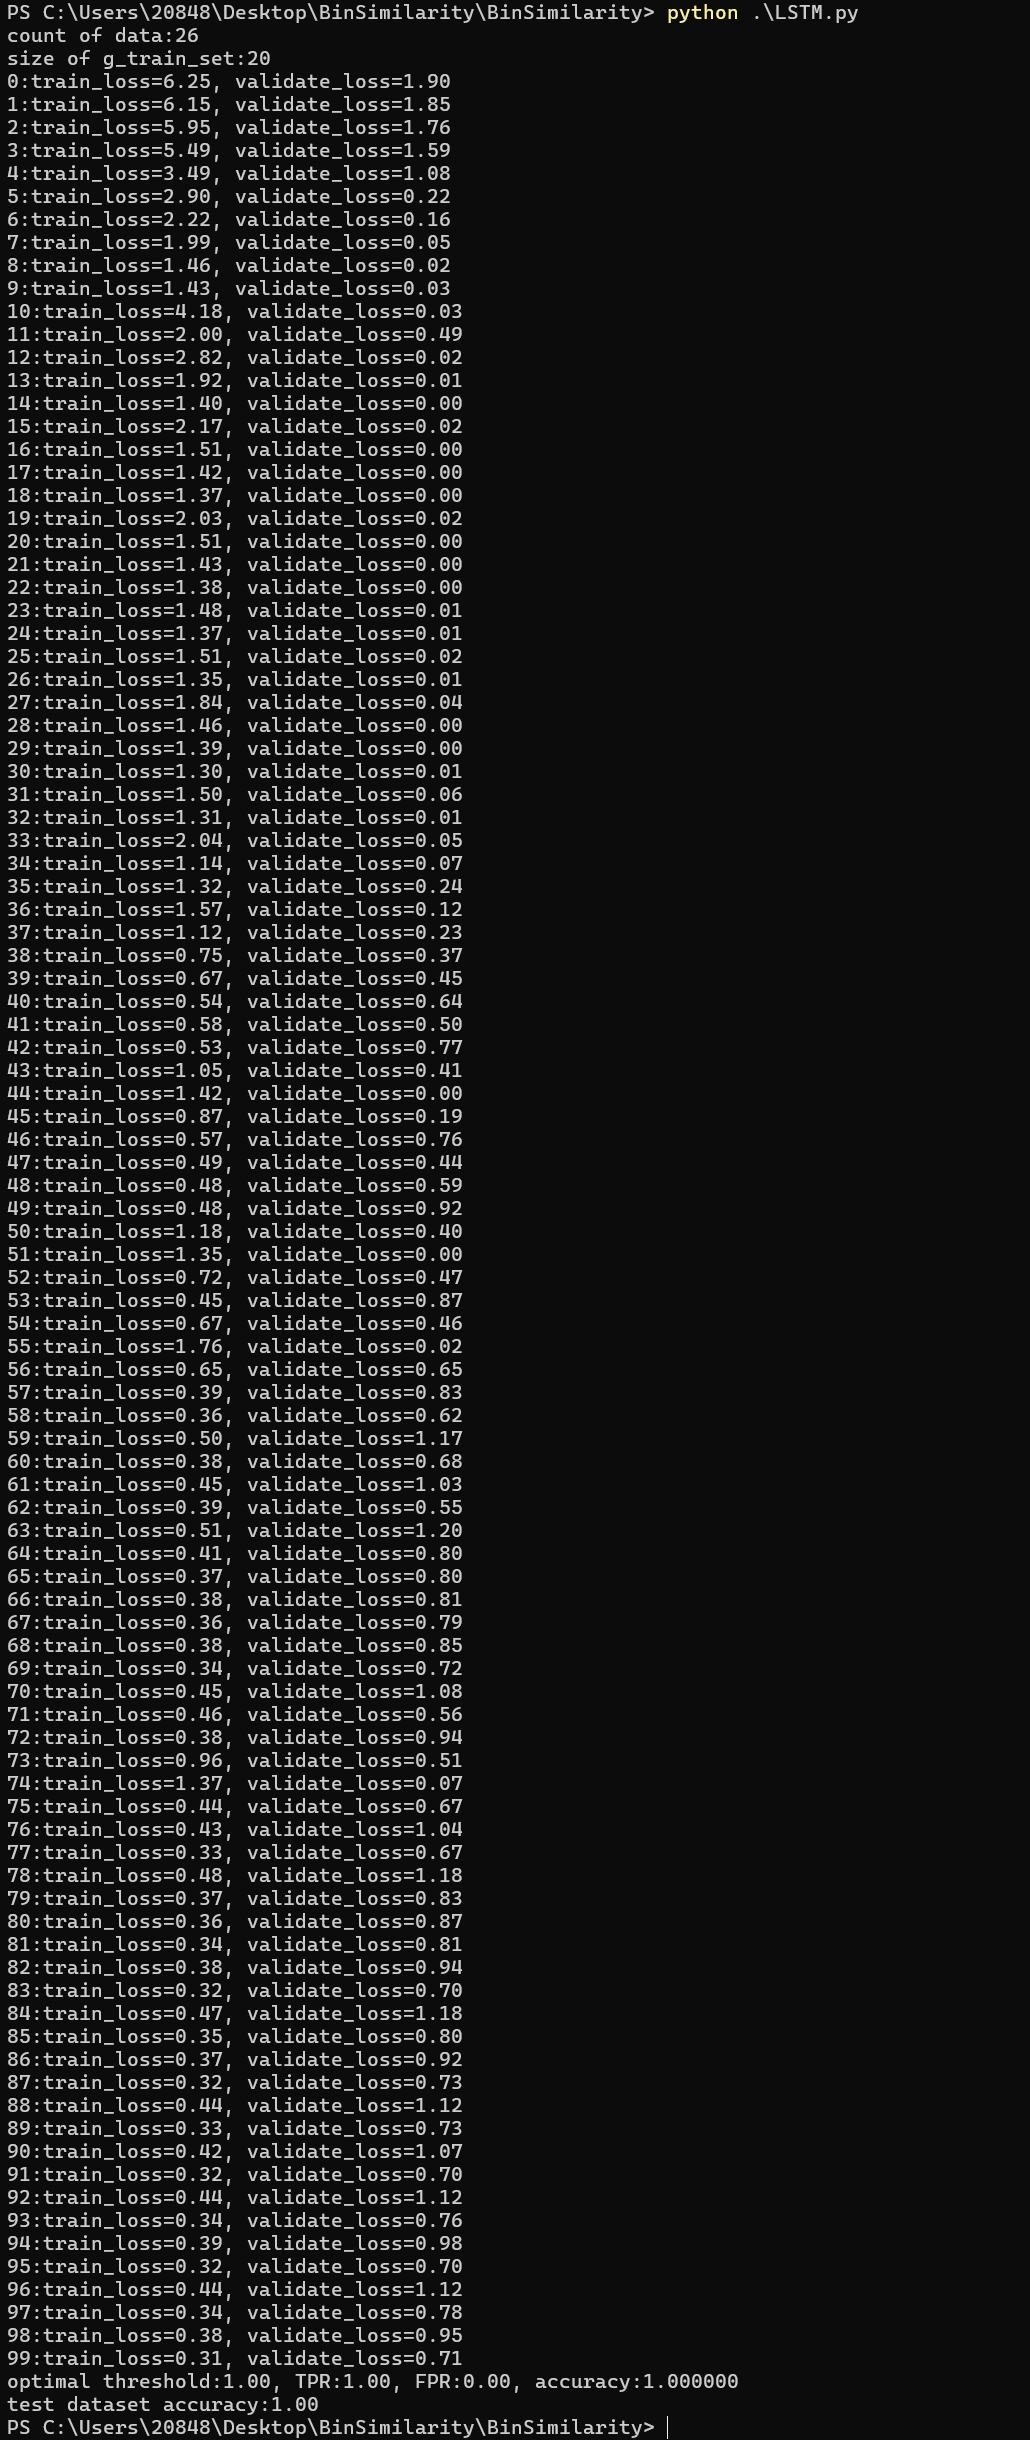 PS C:\Users\20848\Desktop\BinSimilarity\BinSimilarity> python .\LSTM.py
count of data:26
size of g_train_set:20
0:train_loss=6.25, validate_loss=1.90
1:train_loss=6.15, validate_loss=1.85
2:train_loss=5.95, validate_loss=1.76
3:train_loss=5.49, validate_loss=1.59
4:train_loss=3.49, validate_loss=1.08
5:train_loss=2.90, validate_loss=0.22
6:train_loss=2.22, validate_loss=0.16
7:train_loss=1.99, validate_loss=0.05
8:train_loss=1.46, validate_loss=0.02
9:train_loss=1.43, validate_loss=0.03
10:train_loss=4.18, validate_loss=0.03
11:train_loss=2.00, validate_loss=0.49
12:train_loss=2.82, validate_loss=0.02
13:train_loss=1.92, validate_loss=0.01
14:train_loss=1.40, validate_loss=0.00
15:train_loss=2.17, validate_loss=0.02
16:train_loss=1.51, validate_loss=0.00
17:train_loss=1.42, validate_loss=0.00
18:train_loss=1.37, validate_loss=0.00
19:train_loss=2.03, validate_loss=0.02
20:train_loss=1.51, validate_loss=0.00
21:train_loss=1.43, validate_loss=0.00
22:train_loss=1.38, validate_loss=0.00
23:train_loss=1.48, validate_loss=0.01
24:train_loss=1.37, validate_loss=0.01
25:train_loss=1.51, validate_loss=0.02
26:train_loss=1.35, validate_loss=0.01
27:train_loss=1.84, validate_loss=0.04
28:train_loss=1.46, validate_loss=0.00
29:train_loss=1.39, validate_loss=0.00
30:train_loss=1.30, validate_loss=0.01
31:train_loss=1.50, validate_loss=0.06
32:train_loss=1.31, validate_loss=0.01
33:train_loss=2.04, validate_loss=0.05
34:train_loss=1.14, validate_loss=0.07
35:train_loss=1.32, validate_loss=0.24
36:train_loss=1.57, validate_loss=0.12
37:train_loss=1.12, validate_loss=0.23
38:train_loss=0.75, validate_loss=0.37
39:train_loss=0.67, validate_loss=0.45
40:train_loss=0.54, validate_loss=0.64
41:train_loss=0.58, validate_loss=0.50
42:train_loss=0.53, validate_loss=0.77
43:train_loss=1.05, validate_loss=0.41
44:train_loss=1.42, validate_loss=0.00
45:train_loss=0.87, validate_loss=0.19
46:train_loss=0.57, validate_loss=0.76
47:train_loss=0.49, validate_loss=0.44
48:train_loss=0.48, validate_loss=0.59
49:train_loss=0.48, validate_loss=0.92
50:train_loss=1.18, validate_loss=0.40
51:train_loss=1.35, validate_loss=0.00
52:train_loss=0.72, validate_loss=0.47
53:train_loss=0.45, validate_loss=0.87
54:train_loss=0.67, validate_loss=0.46
55:train_loss=1.76, validate_loss=0.02
56:train_loss=0.65, validate_loss=0.65
57:train_loss=0.39, validate_loss=0.83
58:train_loss=0.36, validate_loss=0.62
59:train_loss=0.50, validate_loss=1.17
60:train_loss=0.38, validate_loss=0.68
61:train_loss=0.45, validate_loss=1.03
62:train_loss=0.39, validate_loss=0.55
63:train_loss=0.51, validate_loss=1.20
64:train_loss=0.41, validate_loss=0.80
65:train_loss=0.37, validate_loss=0.80
66:train_loss=0.38, validate_loss=0.81
67:train_loss=0.36, validate_loss=0.79
68:train_loss=0.38, validate_loss=0.85
69:train_loss=0.34, validate_loss=0.72
70:train_loss=0.45, validate_loss=1.08
71:train_loss=0.46, validate_loss=0.56
72:train_loss=0.38, validate_loss=0.94
73:train_loss=0.96, validate_loss=0.51
74:train_loss=1.37, validate_loss=0.07
75:train_loss=0.44, validate_loss=0.67
76:train_loss=0.43, validate_loss=1.04
77:train_loss=0.33, validate_loss=0.67
78:train_loss=0.48, validate_loss=1.18
79:train_loss=0.37, validate_loss=0.83
80:train_loss=0.36, validate_loss=0.87
81:train_loss=0.34, validate_loss=0.81
82:train_loss=0.38, validate_loss=0.94
83:train_loss=0.32, validate_loss=0.70
84:train_loss=0.47, validate_loss=1.18
85:train_loss=0.35, validate_loss=0.80
86:train_loss=0.37, validate_loss=0.92
87:train_loss=0.32, validate_loss=0.73
88:train_loss=0.44, validate_loss=1.12
89:train_loss=0.33, validate_loss=0.73
90:train_loss=0.42, validate_loss=1.07
91:train_loss=0.32, validate_loss=0.70
92:train_loss=0.44, validate_loss=1.12
93:train_loss=0.34, validate_loss=0.76
94:train_loss=0.39, validate_loss=0.98
95:train_loss=0.32, validate_loss=0.70
96:train_loss=0.44, validate_loss=1.12
97:train_loss=0.34, validate_loss=0.78
98:train_loss=0.38, validate_loss=0.95
99:train_loss=0.31, validate_loss=0.71
optimal threshold:1.00, TPR:1.00, FPR:0.00, accuracy:1.000000
test dataset accuracy:1.00
PS C:\Users\20848\Desktop\BinSimilarity\BinSimilarity>